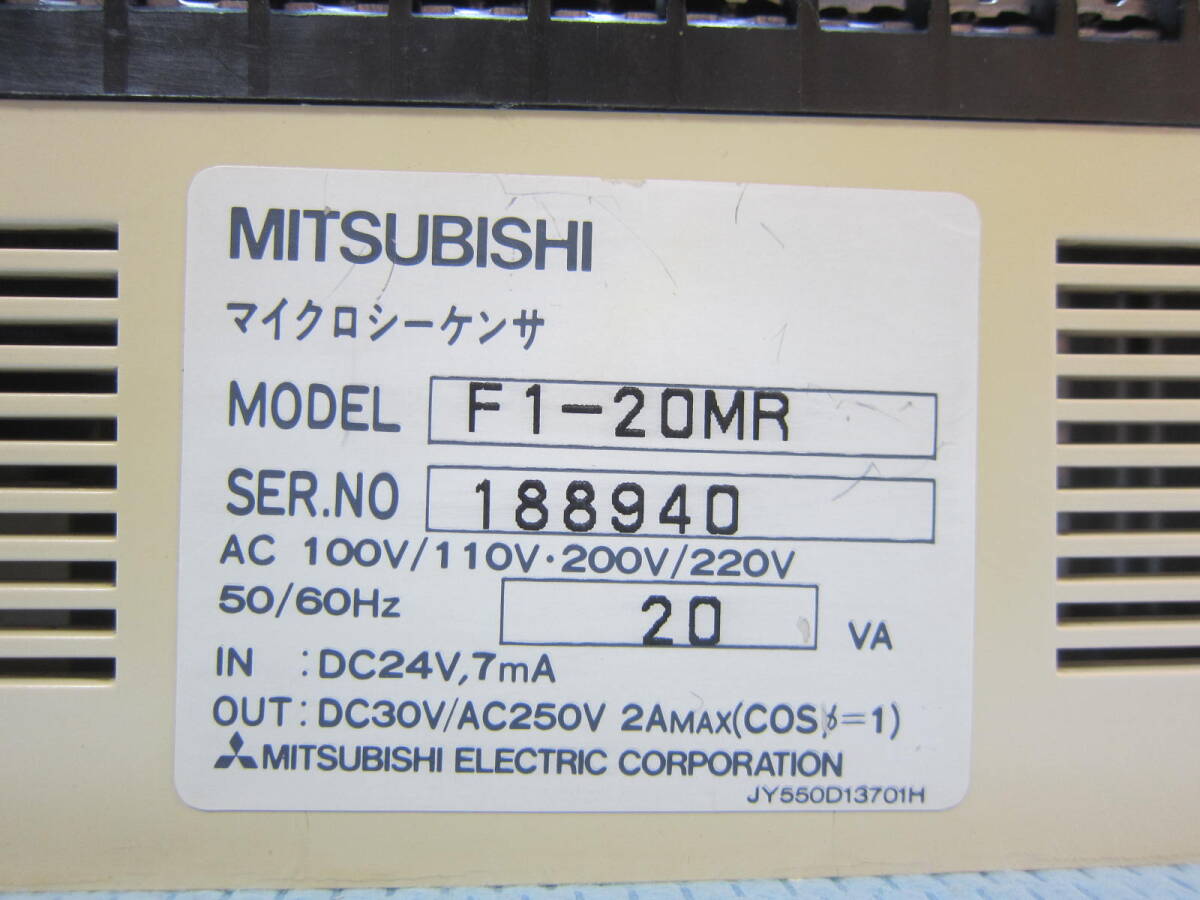 MITSUBISHI
マイクロシーケンサ
MODEL F1-20MR
SER.NO 188940
AC 100V/110V·200V/220V
50/60Hz 20 VA
IN :DC24V,7mA
OUT:DC30V/AC250V 2AMAX(COSφ=1)
MITSUBISHI ELECTRIC CORPORATION
JY550D13701H